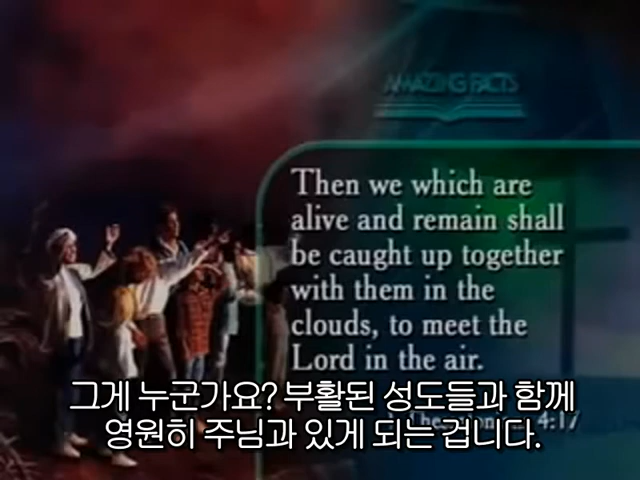 AMAZING FACTS
Then we which are
alive and remain shall
be caught up together
with them in the
clouds, to meet the
Lord in the air.
4:17
그게 누군가요? 부활된 성도들과 함께
영원히 주님과 있게 되는 겁니다.